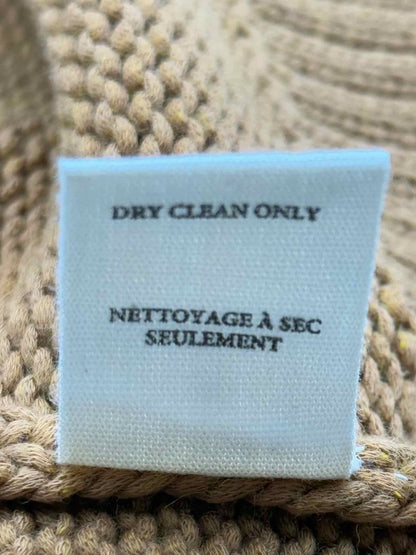 DRY CLEAN ONLY
NETTOYAGE À SEC
SEULEMENT